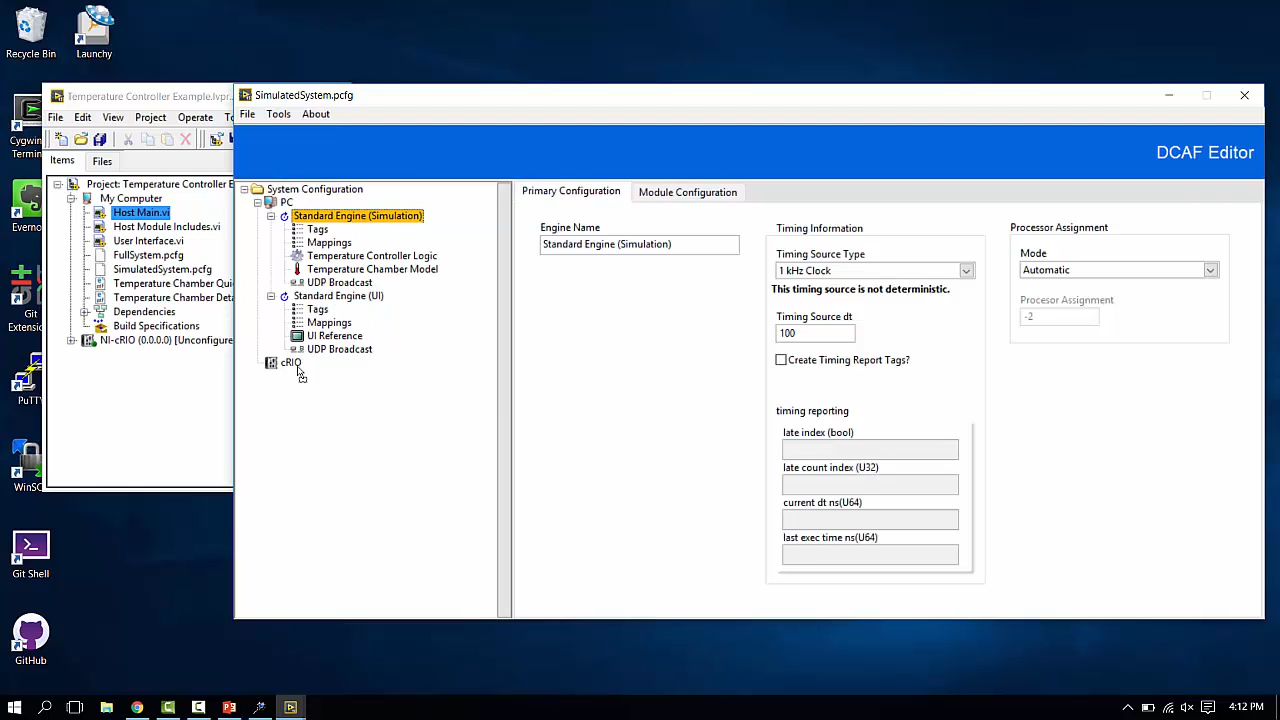 Recycle Bin
Launchy
Cygwin
Termin
Everno
Git
Extensio
PuTTY
WinSC
Git Shell
GitHub
Temperature Controller Example.lvpr
File Edit View Project Operate To
Items Files
Project: Temperature Controller E
My Computer
Host Main.vi
Host Module Includes.vi
User Interface.vi
FullSystem.pcfg
SimulatedSystem.pcfg
Temperature Chamber Qui
Temperature Chamber Deta
Dependencies
Build Specifications
NI-cRIO (0.0.0.0) [Unconfigure
SimulatedSystem.pcfg
File Tools About
DCAF Editor
System Configuration
PC
Standard Engine (Simulation)
Tags
Mappings
Temperature Controller Logic
Temperature Chamber Model
UDP Broadcast
Standard Engine (UI)
Tags
Mappings
UI Reference
UDP Broadcast
cRIO
Primary Configuration Module Configuration
Engine Name
Standard Engine (Simulation)
Timing Information
Timing Source Type
1 kHz Clock
This timing source is not deterministic.
Timing Source dt
100
Create Timing Report Tags?
timing reporting
late index (bool)
late count index (U32)
current dt ns(U64)
last exec time ns(U64)
Processor Assignment
Mode
Automatic
Procesor Assignment
-2
4:12 PM